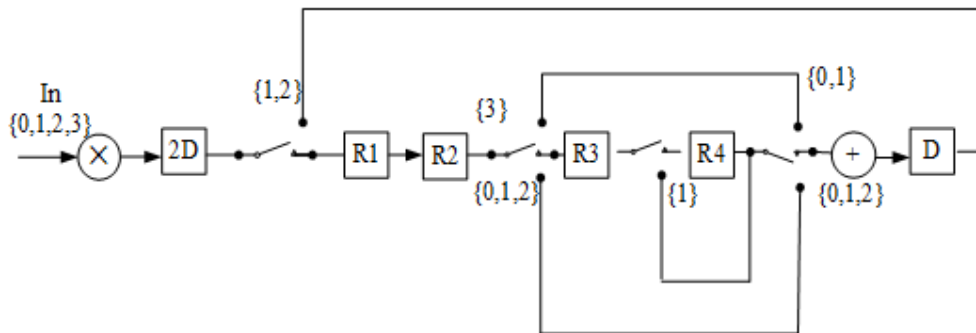 {1,2}
{3}
{0,1}
In
{0,1,2,3}
×
2D
R1
R2
R3
R4
+
D
{0,1,2}
{1}
{0,1,2}